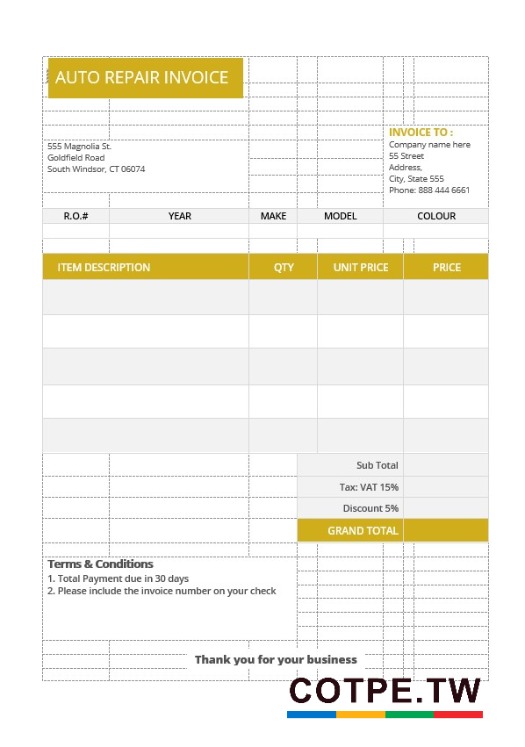 AUTO REPAIR INVOICE
INVOICE TO :
555 Magnolia St.
Goldfield Road
South Windsor, CT 06074
Company name here
55 Street
Address,
City, State 555
Phone: 888 444 6661
R.O.# YEAR MAKE MODEL COLOUR
ITEM DESCRIPTION QTY UNIT PRICE PRICE
Sub Total
Tax: VAT 15%
Discount 5%
GRAND TOTAL
Terms & Conditions
1. Total Payment due in 30 days
2. Please include the invoice number on your check
Thank you for your business
COTPE.TW